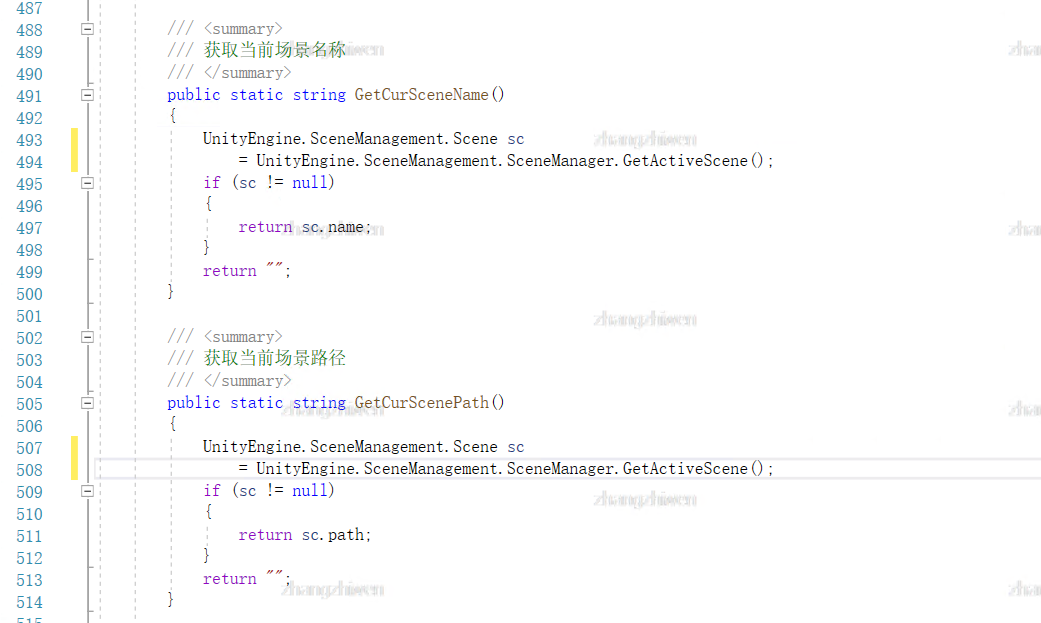 487
488 /// <summary>
489 /// 获取当前场景名称
490 /// </summary>
491 public static string GetCurSceneName()
492 {
493 UnityEngine.SceneManagement.Scene sc
494 = UnityEngine.SceneManagement.SceneManager.GetActiveScene();
495 if (sc != null)
496 {
497 return sc.name;
498 }
499 return "";
500 }
501
502 /// <summary>
503 /// 获取当前场景路径
504 /// </summary>
505 public static string GetCurScenePath()
506 {
507 UnityEngine.SceneManagement.Scene sc
508 = UnityEngine.SceneManagement.SceneManager.GetActiveScene();
509 if (sc != null)
510 {
511 return sc.path;
512 }
513 return "";
514 }
515